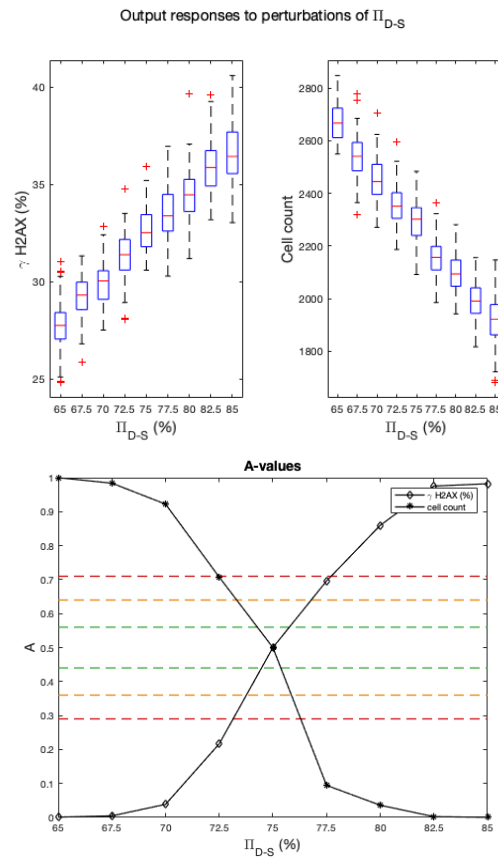 Output responses to perturbations of Π_D-S
40
35
30
25
γ H2AX (%)
65 67.5 70 72.5 75 77.5 80 82.5 85
Π_D-S (%)
2800
2600
2400
2200
2000
1800
Cell count
65 67.5 70 72.5 75 77.5 80 82.5 85
Π_D-S (%)
A-values
γ H2AX (%)
cell count
1
0.9
0.8
0.7
0.6
0.5
0.4
0.3
0.2
0.1
0
A
65 67.5 70 72.5 75 77.5 80 82.5 85
Π_D-S (%)